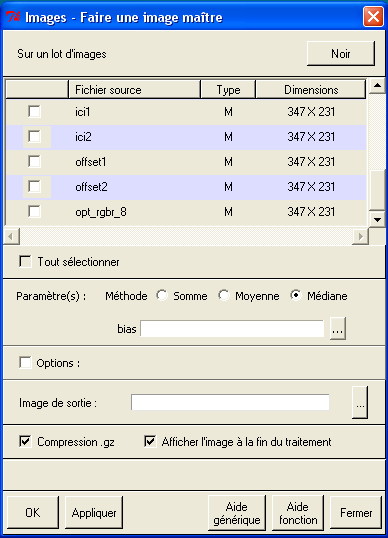 Images - Faire une image maître
Sur un lot d'images
Noir
Fichier source Type Dimensions
ici1 M 347 X 231
ici2 M 347 X 231
offset1 M 347 X 231
offset2 M 347 X 231
opt_rgbr_8 M 347 X 231
Tout sélectionner
Paramètre(s) : Méthode Somme Moyenne Médiane
bias ...
Options :
Image de sortie : ...
Compression .gz Afficher l'image à la fin du traitement
OK Appliquer Aide générique Aide fonction Fermer